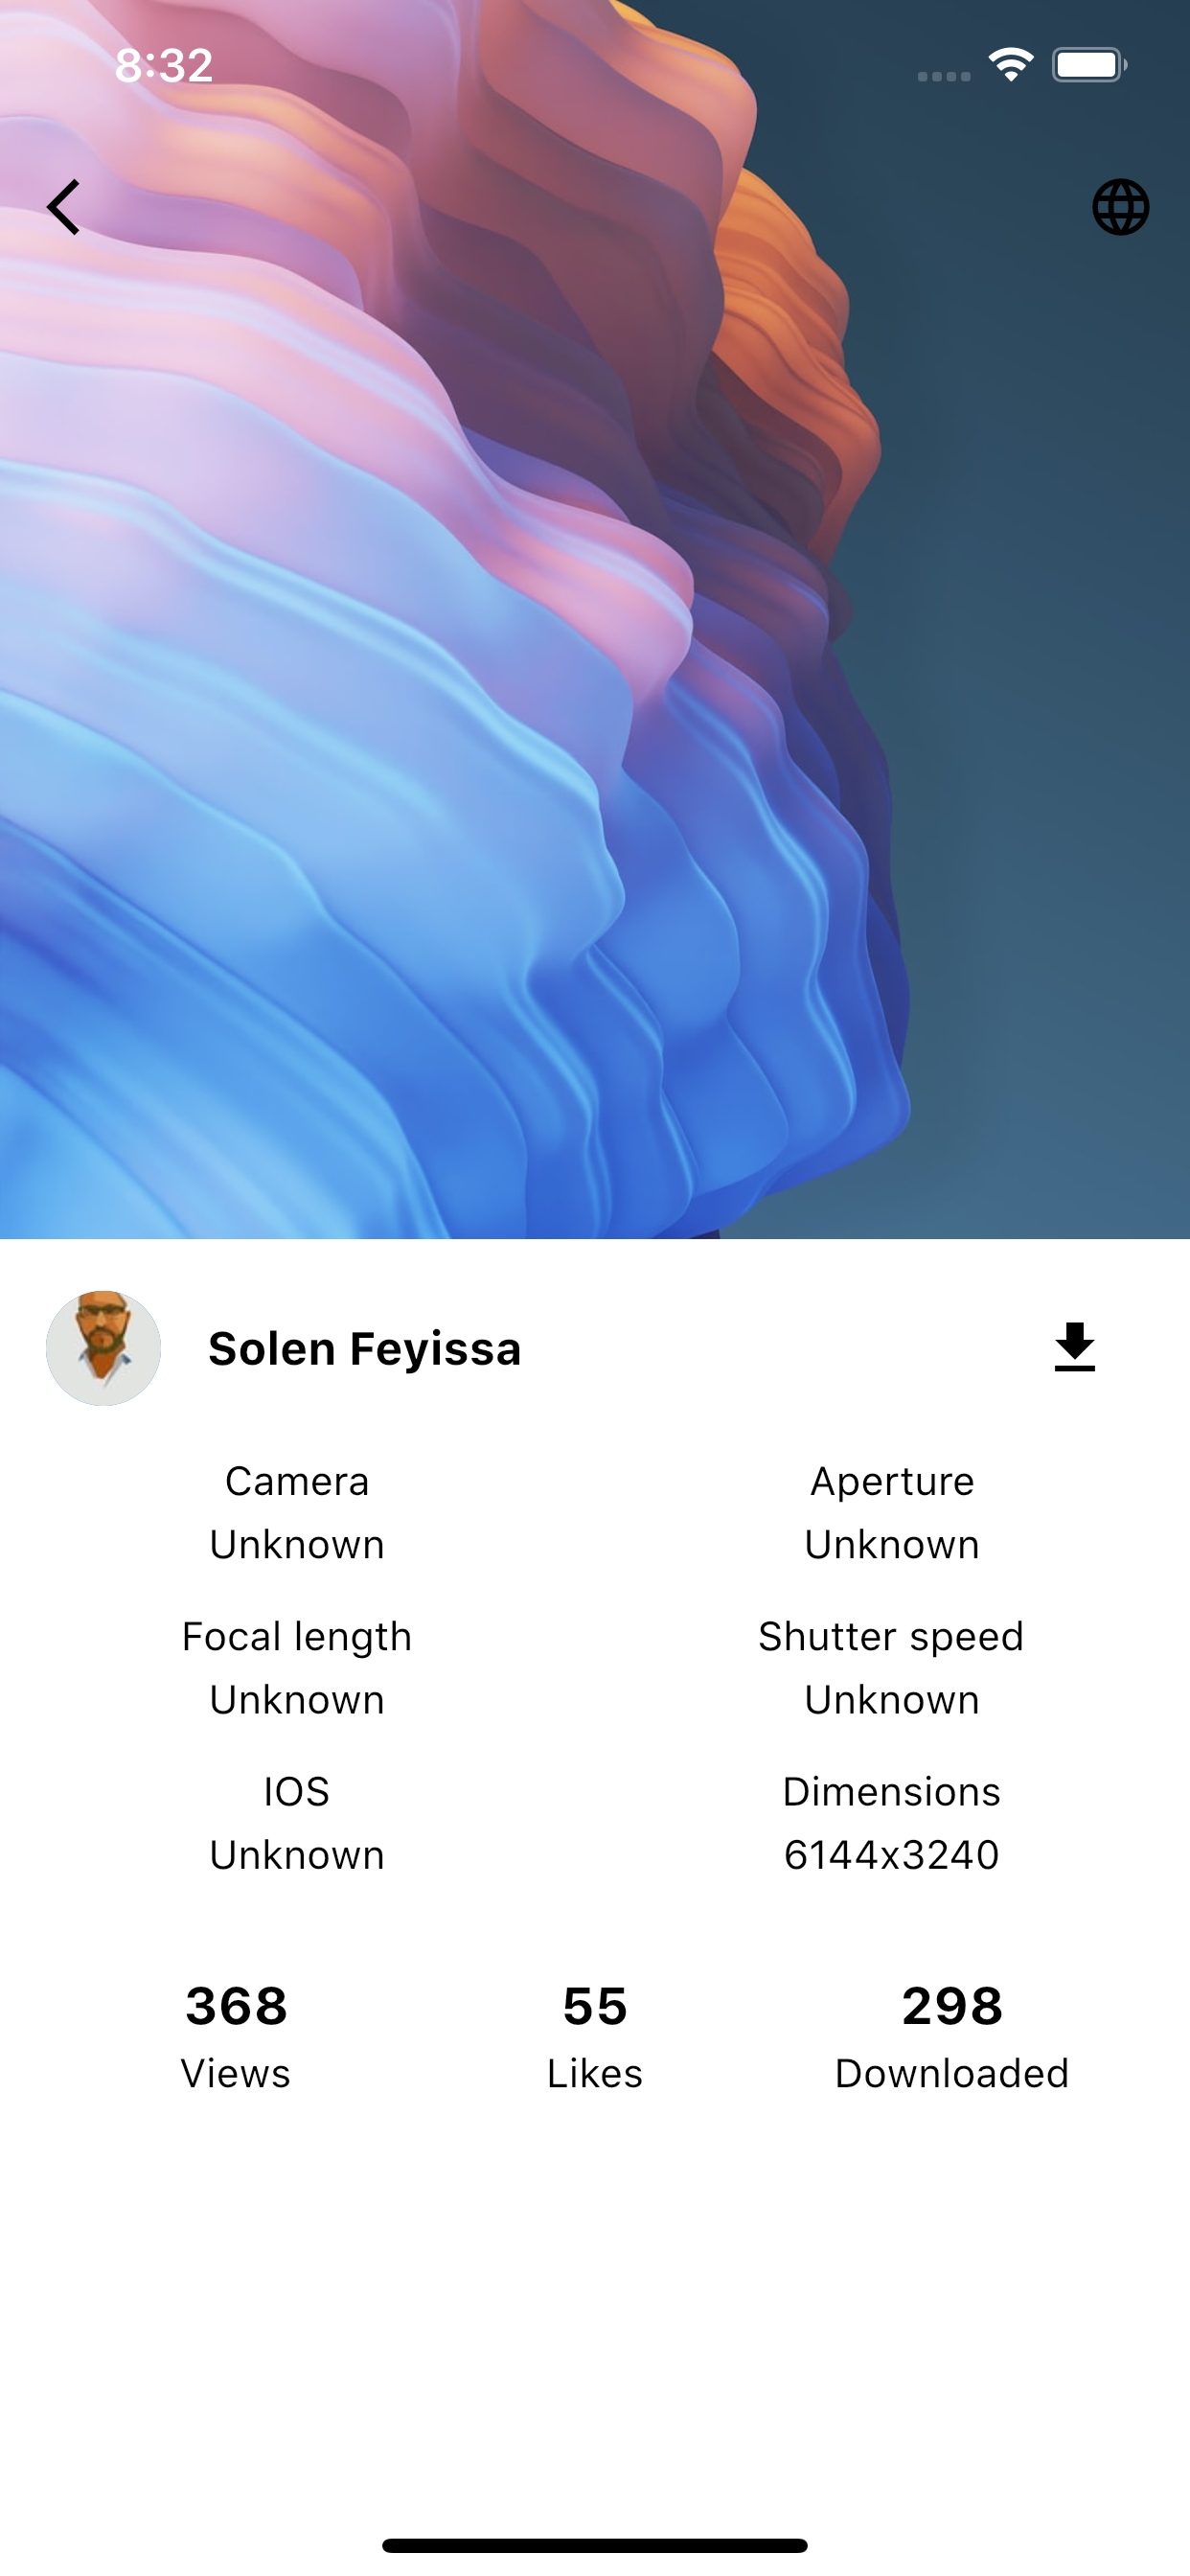 8:32
Solen Feyissa
Camera
Unknown
Aperture
Unknown
Focal length
Unknown
Shutter speed
Unknown
IOS
Unknown
Dimensions
6144x3240
368
Views
55
Likes
298
Downloaded